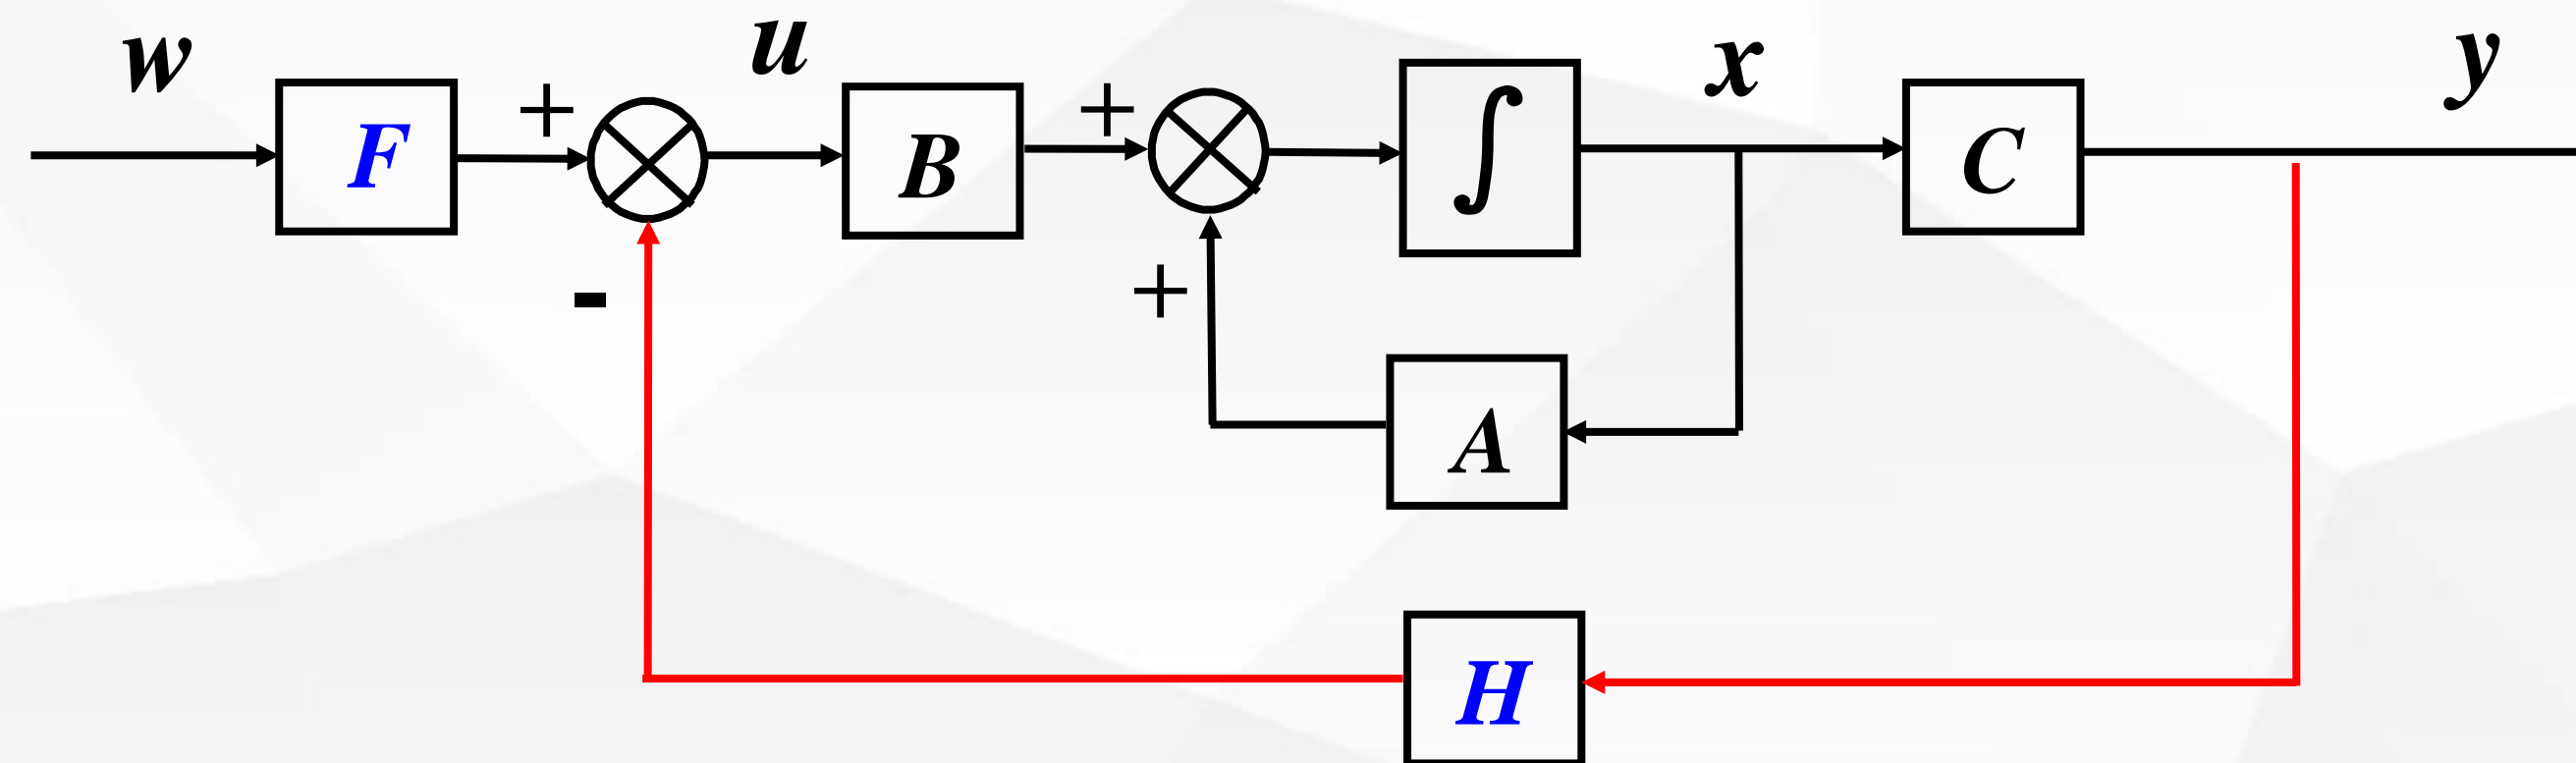 w
u
x
y
F
+
B
+
∫
C
-
+
A
H